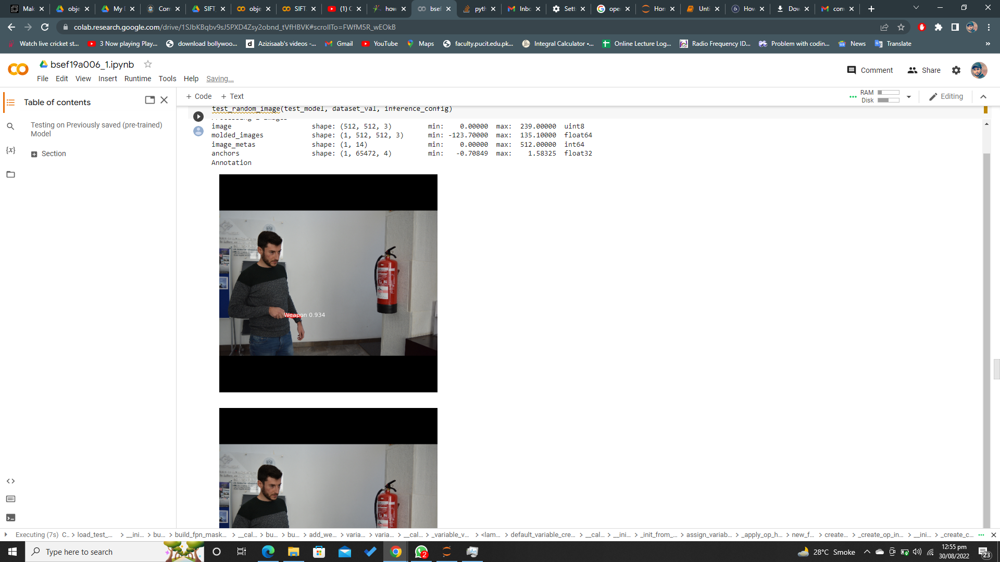 Mak
obje
My D
Com
SIFT.
obje
SIFT.
(1) C
how
bsef
pyth
Inbo
Setti
oper
Hom
Unti
How
Dow
con
colab.research.google.com/drive/1SJbKBqbv9sJ5PXD4Zsy2obnd_tVfHBVK#scrollTo=FWfM5R_wEOkB
Watch live cricket st...
3 Now playing Play...
download bollywoo...
Azizisaab's videos -...
Gmail
YouTube
Maps
faculty.pucit.edu.pk...
Integral Calculator •...
Online Lecture Log...
Radio Frequency ID...
Problem with codin...
News
Translate
»
bsef19a006_1.ipynb
Comment
Share
File Edit View Insert Runtime Tools Help Saving...
Table of contents
+ Code + Text
RAM
Disk
Editing
Testing on Previously saved (pre-trained)
Model
Section
{x}
test_random_image(test_model, dataset_val, inference_config)
image shape: (512, 512, 3) min: 0.00000 max: 239.00000 uint8
molded_images shape: (1, 512, 512, 3) min: -123.70000 max: 135.10000 float64
image_metas shape: (1, 14) min: 0.00000 max: 512.00000 int64
anchors shape: (1, 65472, 4) min: -0.70849 max: 1.58325 float32
Annotation
Weapon 0.934
Executing (7s) C.. > load_test_... > __ini... > bu... > build_fpn_mask... > __cal... > bu... > bu... > add_we... > varia... > varia... > __cal... > _variable_v... > <lam... > default_variable_cre... > __cal... > __ini... > _init_from_... > assign_variab... > _apply_op_h... > new_f... > create... > _create_op_in... > __ini... > _create_c...
Type here to search
2
28°C Smoke
12:55 pm
30/08/2022
23